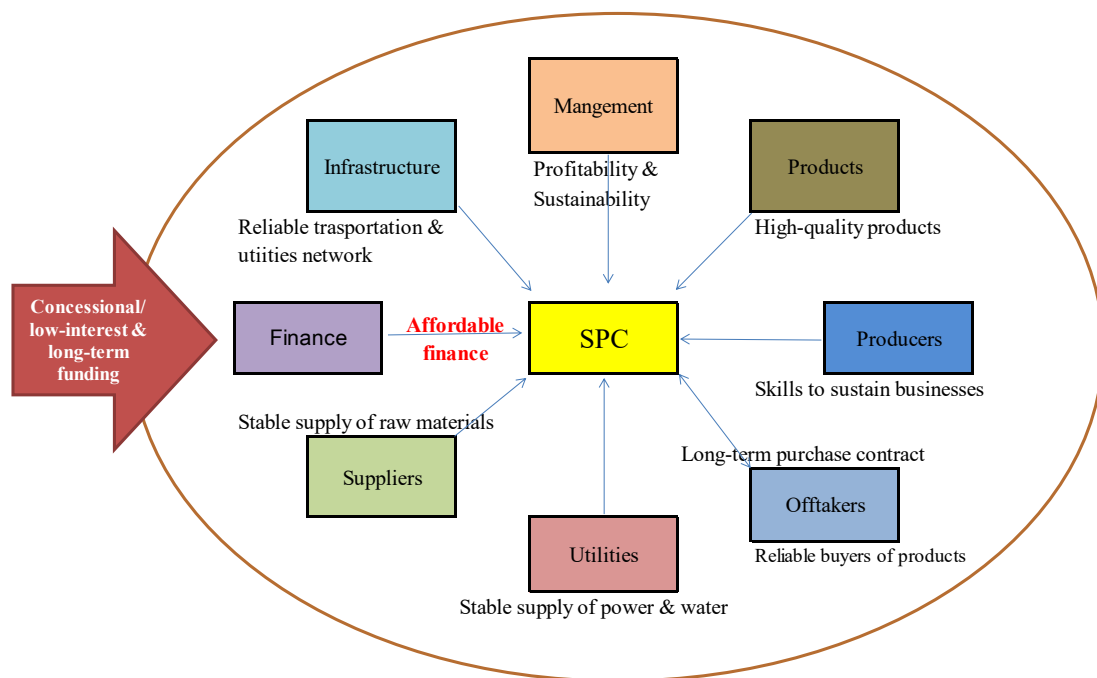 Mangement
Profitability &
Sustainability
Infrastructure
Reliable trasportation &
utiities network
Products
High-quality products
Concessional/
low-interest &
long-term
funding
Finance
Affordable
finance
SPC
Producers
Skills to sustain businesses
Stable supply of raw materials
Suppliers
Long-term purchase contract
Offtakers
Reliable buyers of products
Utilities
Stable supply of power & water